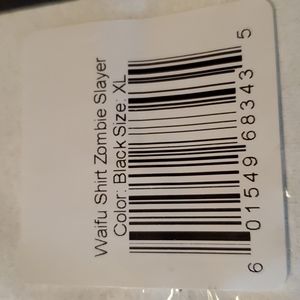 Waifu Shirt Zombie Slayer
Color: Black Size: XL
6 01549 68343 5